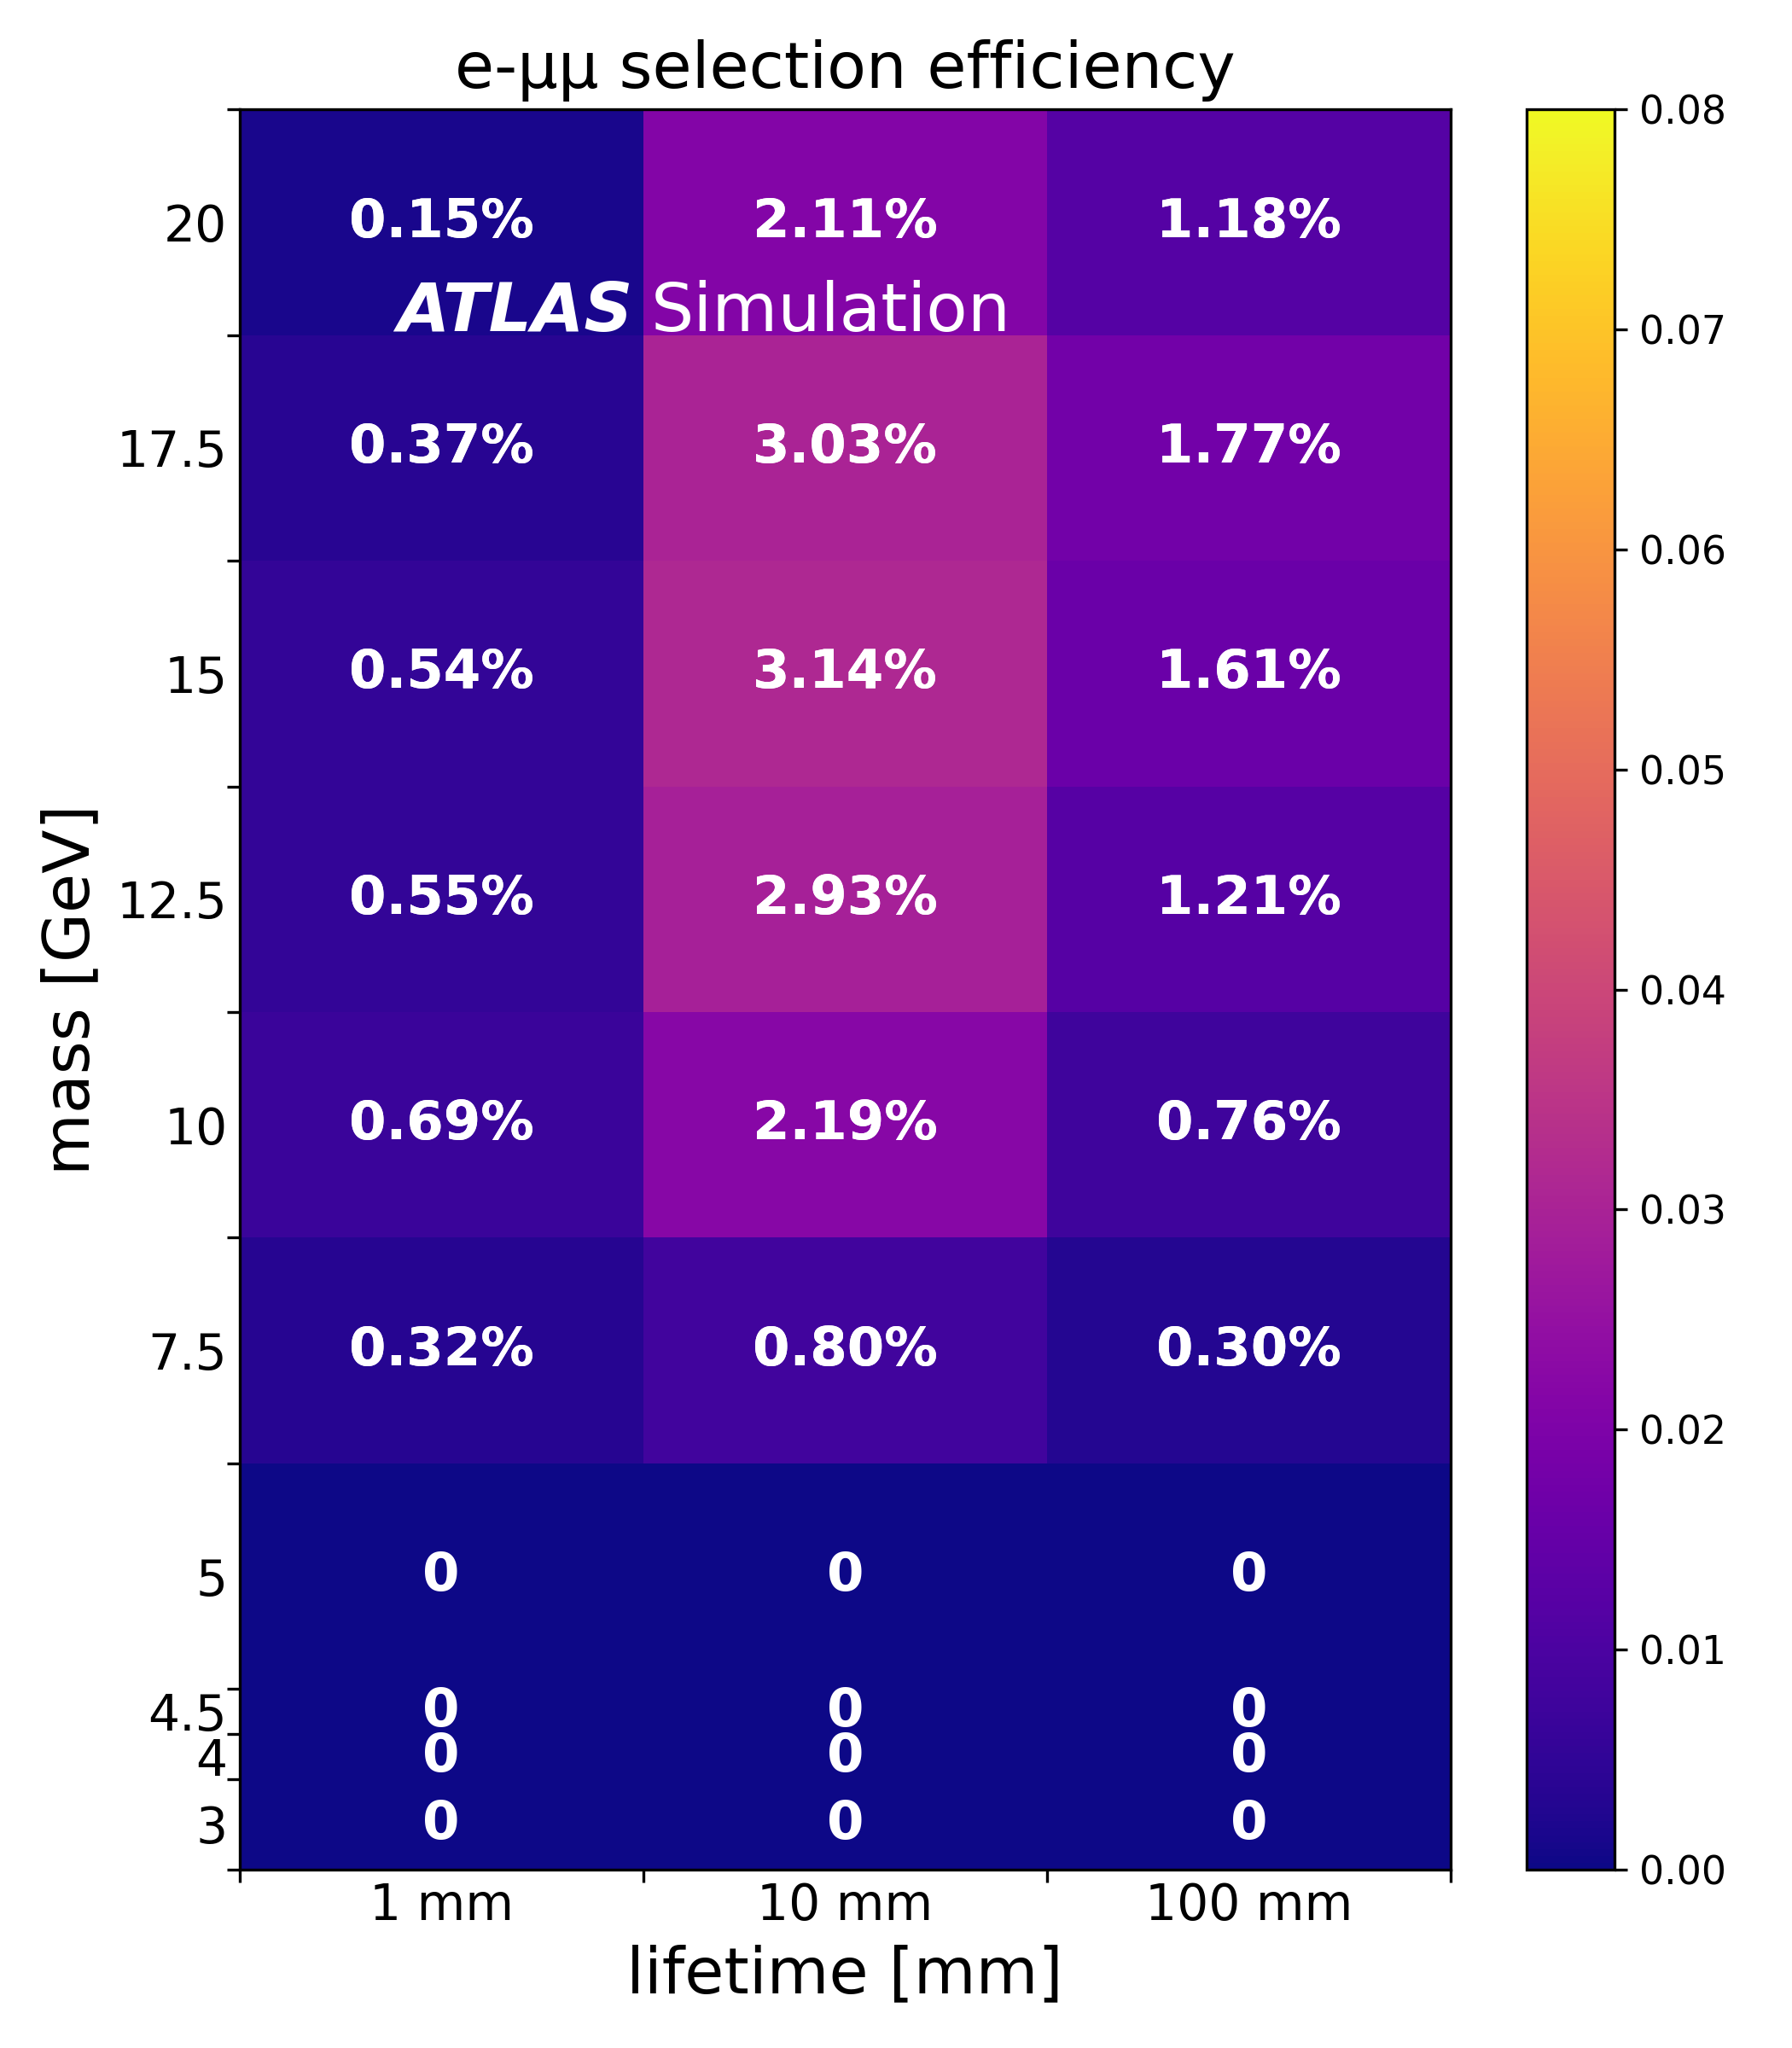 e-μμ selection efficiency
20 0.15% 2.11% 1.18%
ATLAS Simulation
17.5 0.37% 3.03% 1.77%
15 0.54% 3.14% 1.61%
12.5 0.55% 2.93% 1.21%
10 0.69% 2.19% 0.76%
7.5 0.32% 0.80% 0.30%
5 0 0 0
4.5 0 0 0
4 0 0 0
3 0 0 0
1 mm 10 mm 100 mm
lifetime [mm]
mass [GeV]
0.08
0.07
0.06
0.05
0.04
0.03
0.02
0.01
0.00